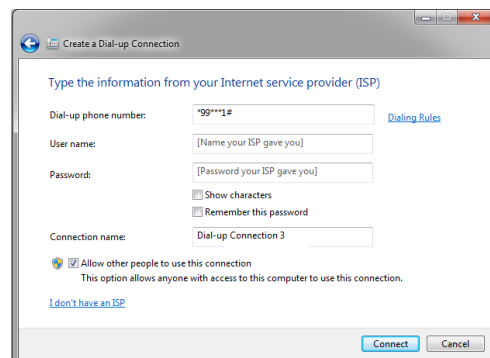 Create a Dial-up Connection
Type the information from your Internet service provider (ISP)
Dial-up phone number: *99***1# Dialing Rules
User name: [Name your ISP gave you]
Password: [Password your ISP gave you]
Show characters
Remember this password
Connection name: Dial-up Connection 3
Allow other people to use this connection
This option allows anyone with access to this computer to use this connection.
I don't have an ISP
Connect Cancel